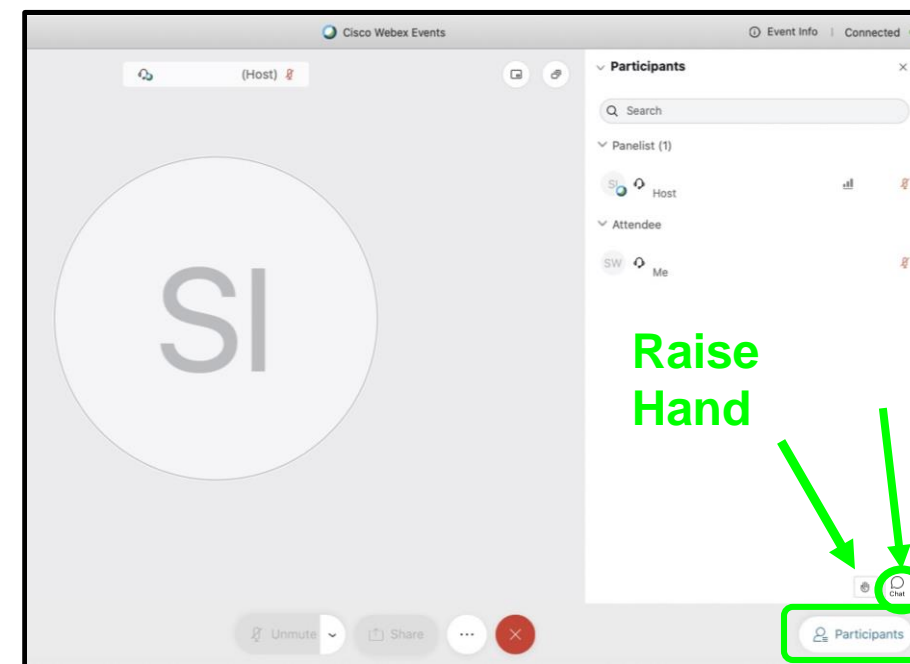 Cisco Webex Events
Event Info
Connected
(Host)
Participants
Search
Panelist (1)
SI
Host
Attendee
SW
Me
SI
Raise
Hand
Chat
Unmute
Share
Participants